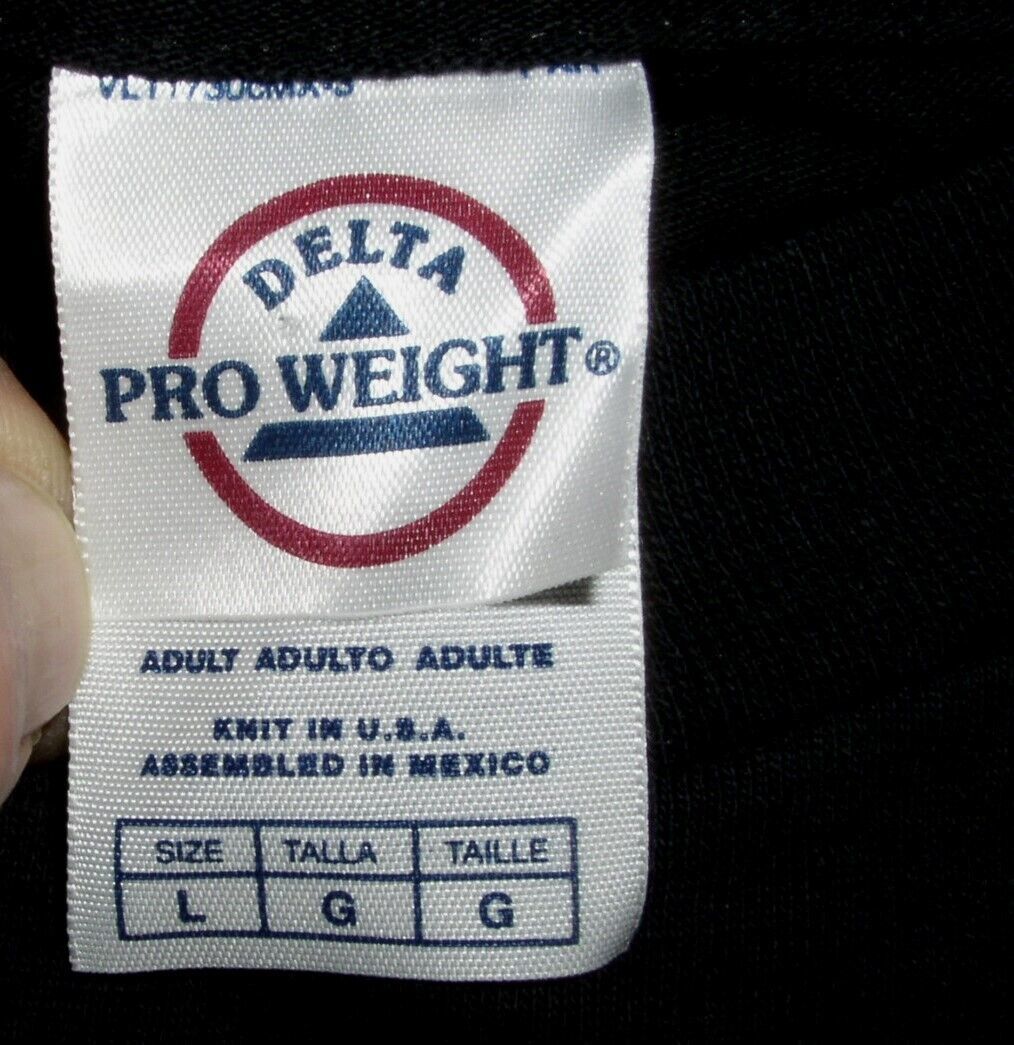 DELTA
PRO WEIGHT®
ADULT ADULTO ADULTE
KNIT IN U.S.A.
ASSEMBLED IN MEXICO
SIZE TALLA TAILLE
L G G